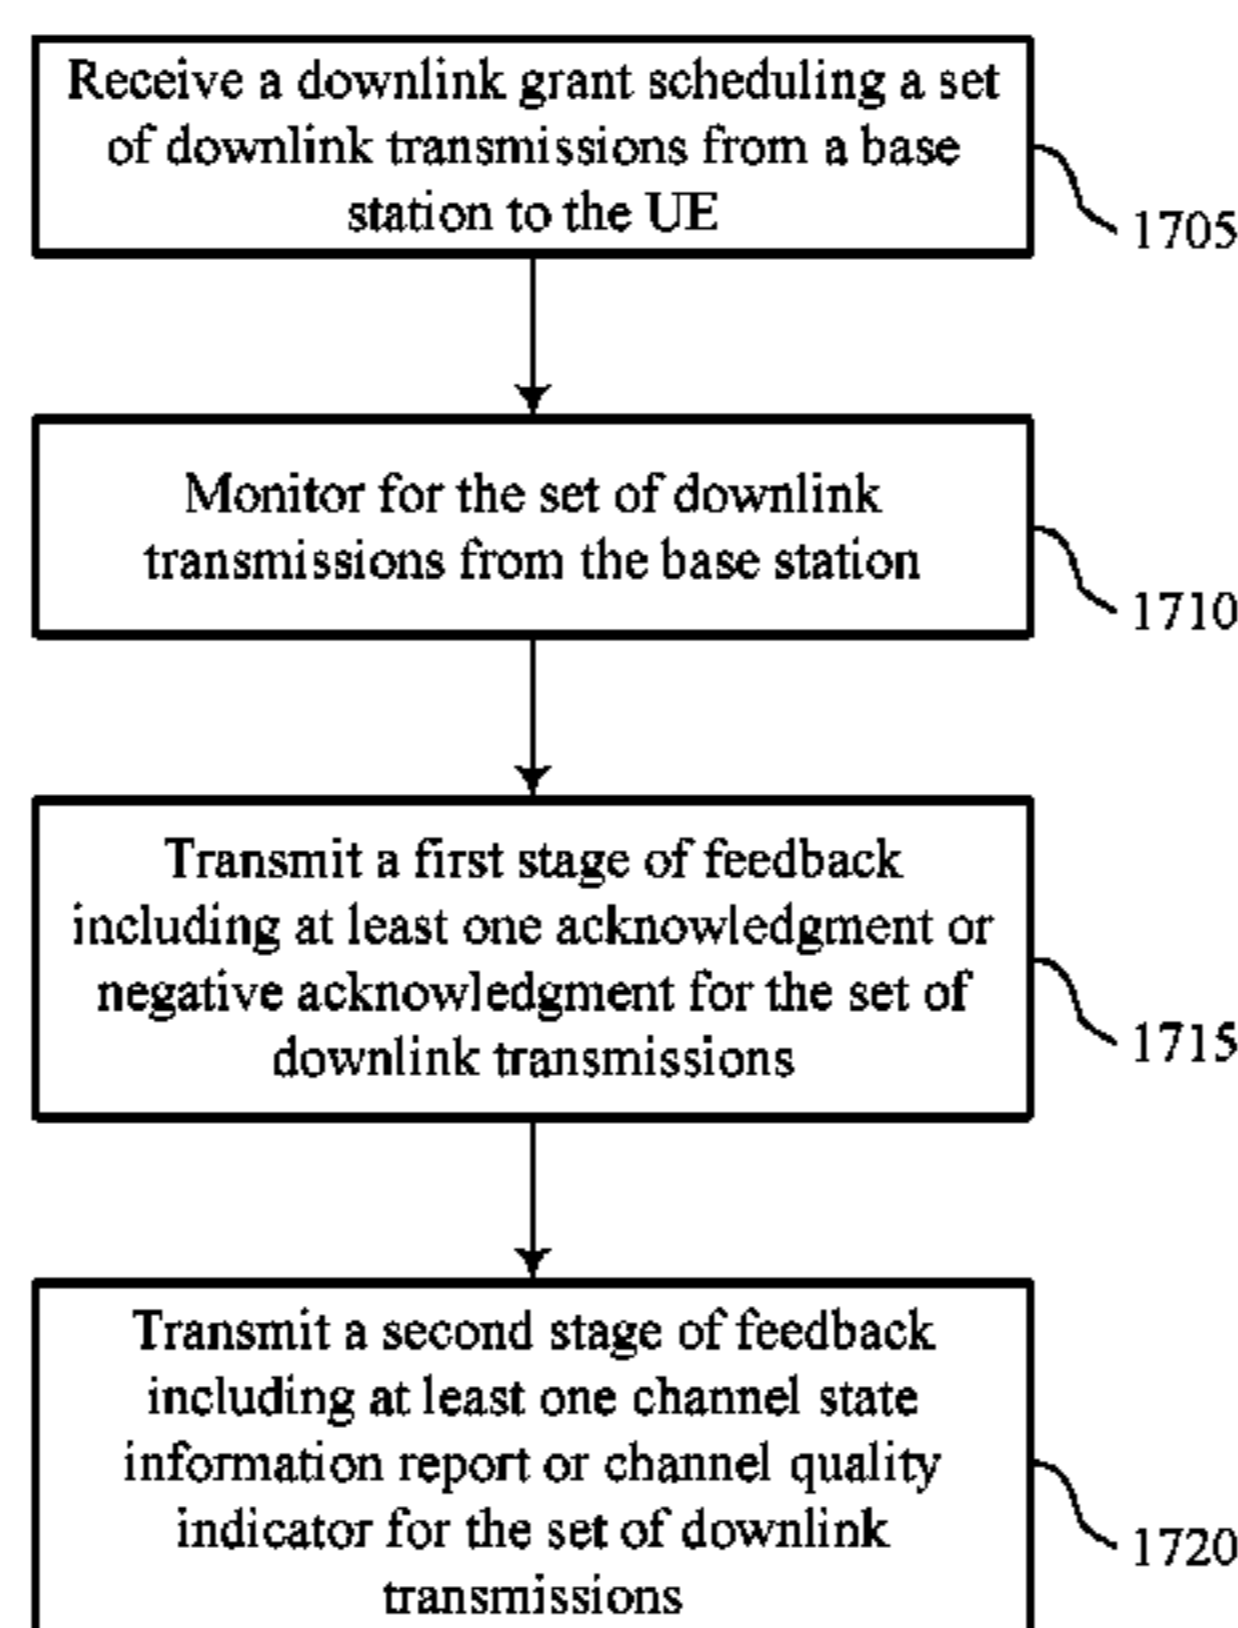 Receive a downlink grant scheduling a set
of downlink transmissions from a base
station to the UE
1705
Monitor for the set of downlink
transmissions from the base station
1710
Transmit a first stage of feedback
including at least one acknowledgment or
negative acknowledgment for the set of
downlink transmissions
1715
Transmit a second stage of feedback
including at least one channel state
information report or channel quality
indicator for the set of downlink
transmissions
1720